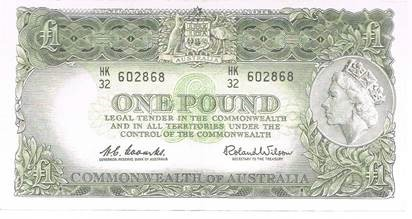 £1 £1
AUSTRALIA
HK
32 602868
HK
32 602868
ONE POUND
LEGAL TENDER IN THE COMMONWEALTH
AND IN ALL TERRITORIES UNDER THE
CONTROL OF THE COMMONWEALTH
H.C. Coombs Roland Wilson
GOVERNOR, RESERVE BANK OF AUSTRALIA SECRETARY TO THE TREASURY
COMMONWEALTH OF AUSTRALIA
£1 £1